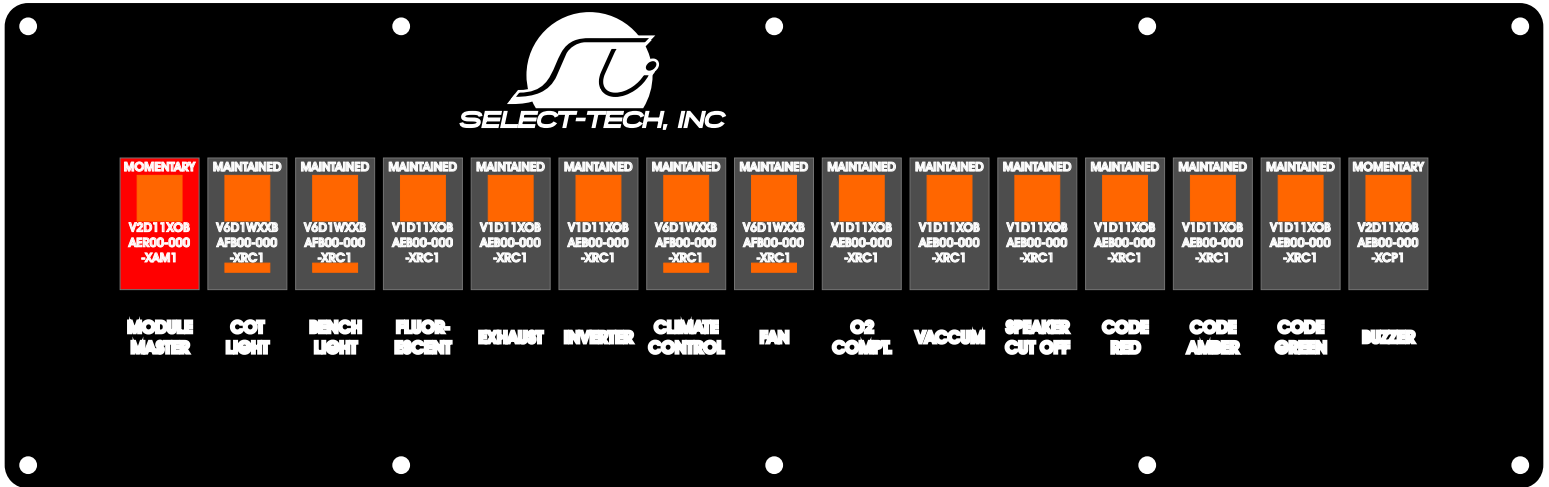 SELECT-TECH, INC
MOMENTARY MAINTAINED MAINTAINED MAINTAINED MAINTAINED MAINTAINED MAINTAINED MAINTAINED MAINTAINED MAINTAINED MAINTAINED MAINTAINED MAINTAINED MAINTAINED MOMENTARY
V2D11XOB V6D1WXXB V6D1WXXB V1D11XOB V1D11XOB V1D11XOB V6D1WXXB V6D1WXXB V1D11XOB V1D11XOB V1D11XOB V1D11XOB V1D11XOB V1D11XOB V2D11XOB
AER00-000 AFB00-000 AFB00-000 AEB00-000 AEB00-000 AEB00-000 AFB00-000 AFB00-000 AEB00-000 AEB00-000 AEB00-000 AEB00-000 AEB00-000 AEB00-000 AEB00-000
-XAM1 -XRC1 -XRC1 -XRC1 -XRC1 -XRC1 -XRC1 -XRC1 -XRC1 -XRC1 -XRC1 -XRC1 -XRC1 -XRC1 -XCP1
MODULE
MASTER
COT
LIGHT
BENCH
LIGHT
FLUOR-
ESCENT
EXHAUST
INVERTER
CLIMATE
CONTROL
FAN
O2
COMPT.
VACCUM
SPEAKER
CUT OFF
CODE
RED
CODE
AMBER
CODE
GREEN
BUZZER